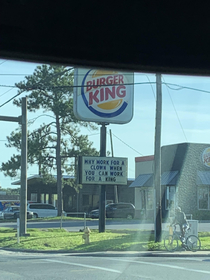 BURGER
KING
WHY WORK FOR A
CLOWN WHEN
YOU CAN WORK
FOR A KING